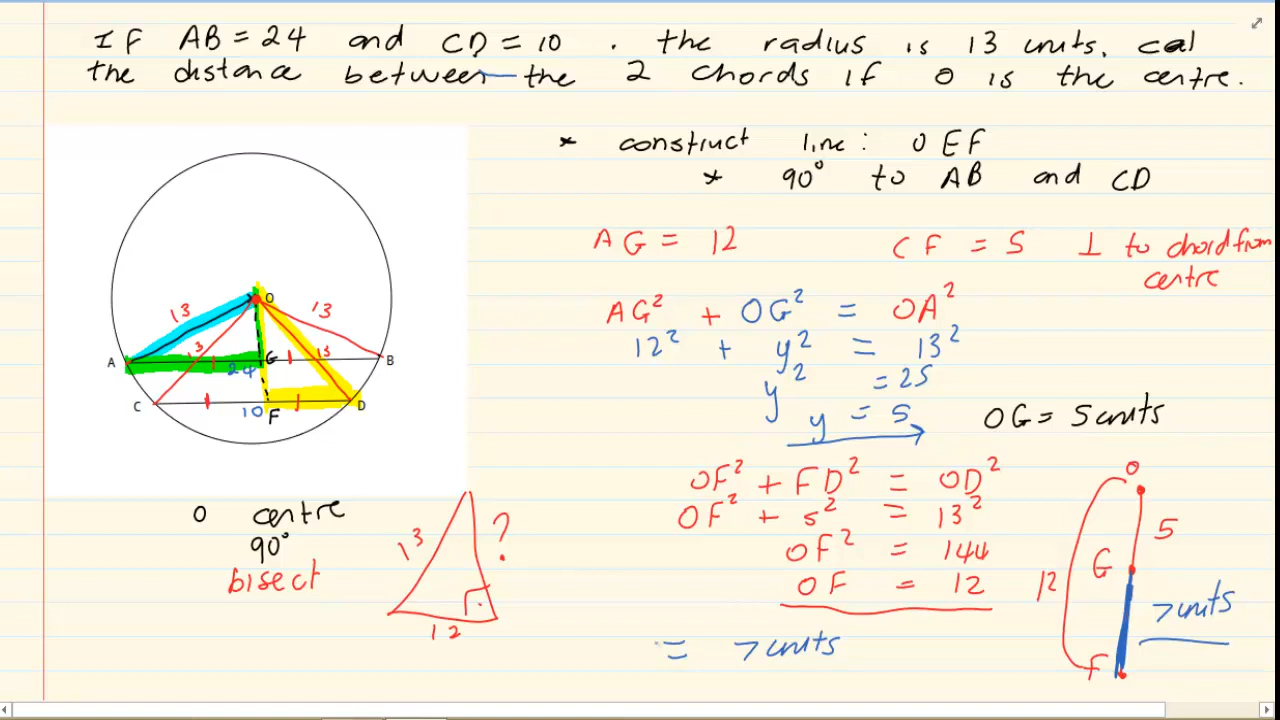 IF AB = 24 and CD = 10 . the radius is 13 units. cal
the distance between the 2 chords if O is the centre.
* construct line: OEF
* 90° to AB and CD
AG = 12 CF = 5 ⊥ to chord from
centre
AG² + OG² = OA²
12² + y² = 13²
y² = 25
y = 5 OG = 5 units
OF² + FD² = OD²
OF² + 5² = 13²
OF² = 144
OF = 12
= 7 units
O
13
13
13
13
A
G
B
24
C
10
F
D
O centre
90°
bisect
13
?
12
O
5
G
12
7 units
F